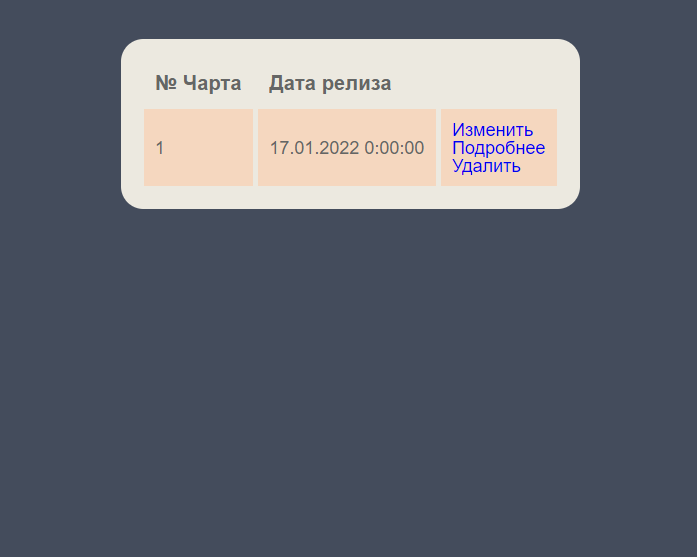 № Чарта Дата релиза
1 17.01.2022 0:00:00 Изменить
Подробнее
Удалить